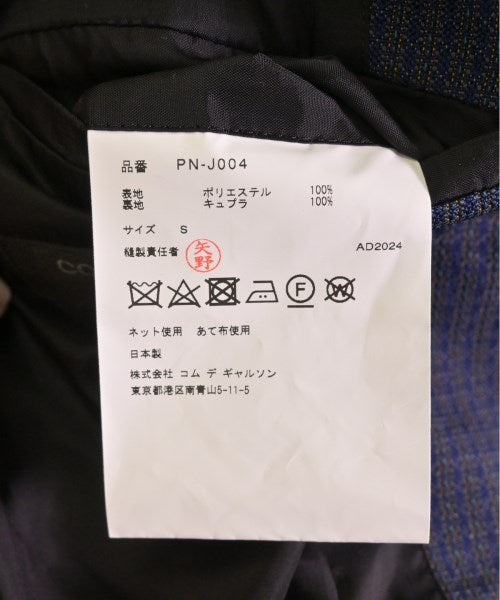 品番 PN-J004
表地 ポリエステル 100%
裏地 キュプラ 100%
サイズ S
縫製責任者 矢野 AD2024
F W
ネット使用 あて布使用
日本製
株式会社 コム デ ギャルソン
東京都港区南青山5-11-5
CO